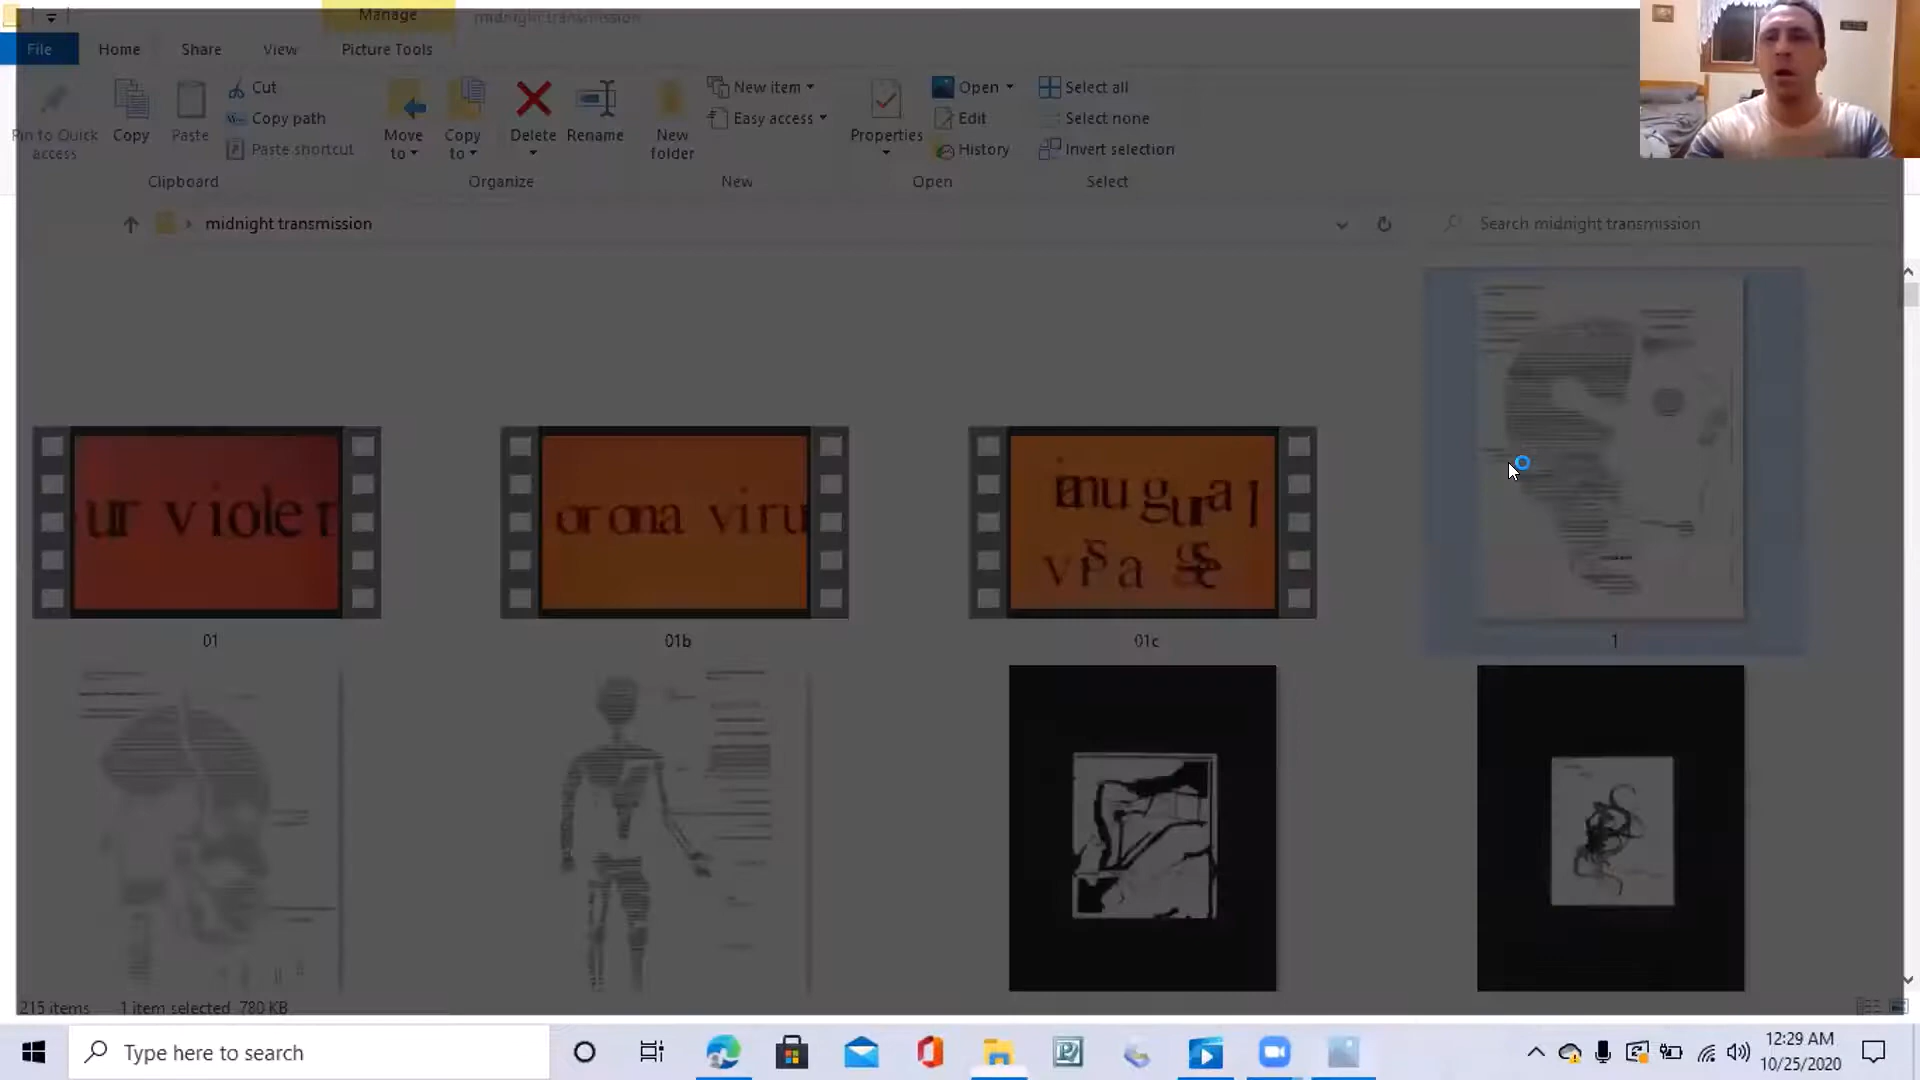 Manage
midnight transmission
File
Home
Share
View
Picture Tools
Pin to Quick access
Copy
Paste
Cut
Copy path
Paste shortcut
Clipboard
Move to
Copy to
Delete
Rename
Organize
New folder
New item
Easy access
New
Properties
Open
Edit
History
Open
Select all
Select none
Invert selection
Select
midnight transmission
Search midnight transmission
ur violen
orona viru
01
01b
01c
1
215 items
1 item selected 780 KB
Type here to search
12:29 AM
10/25/2020